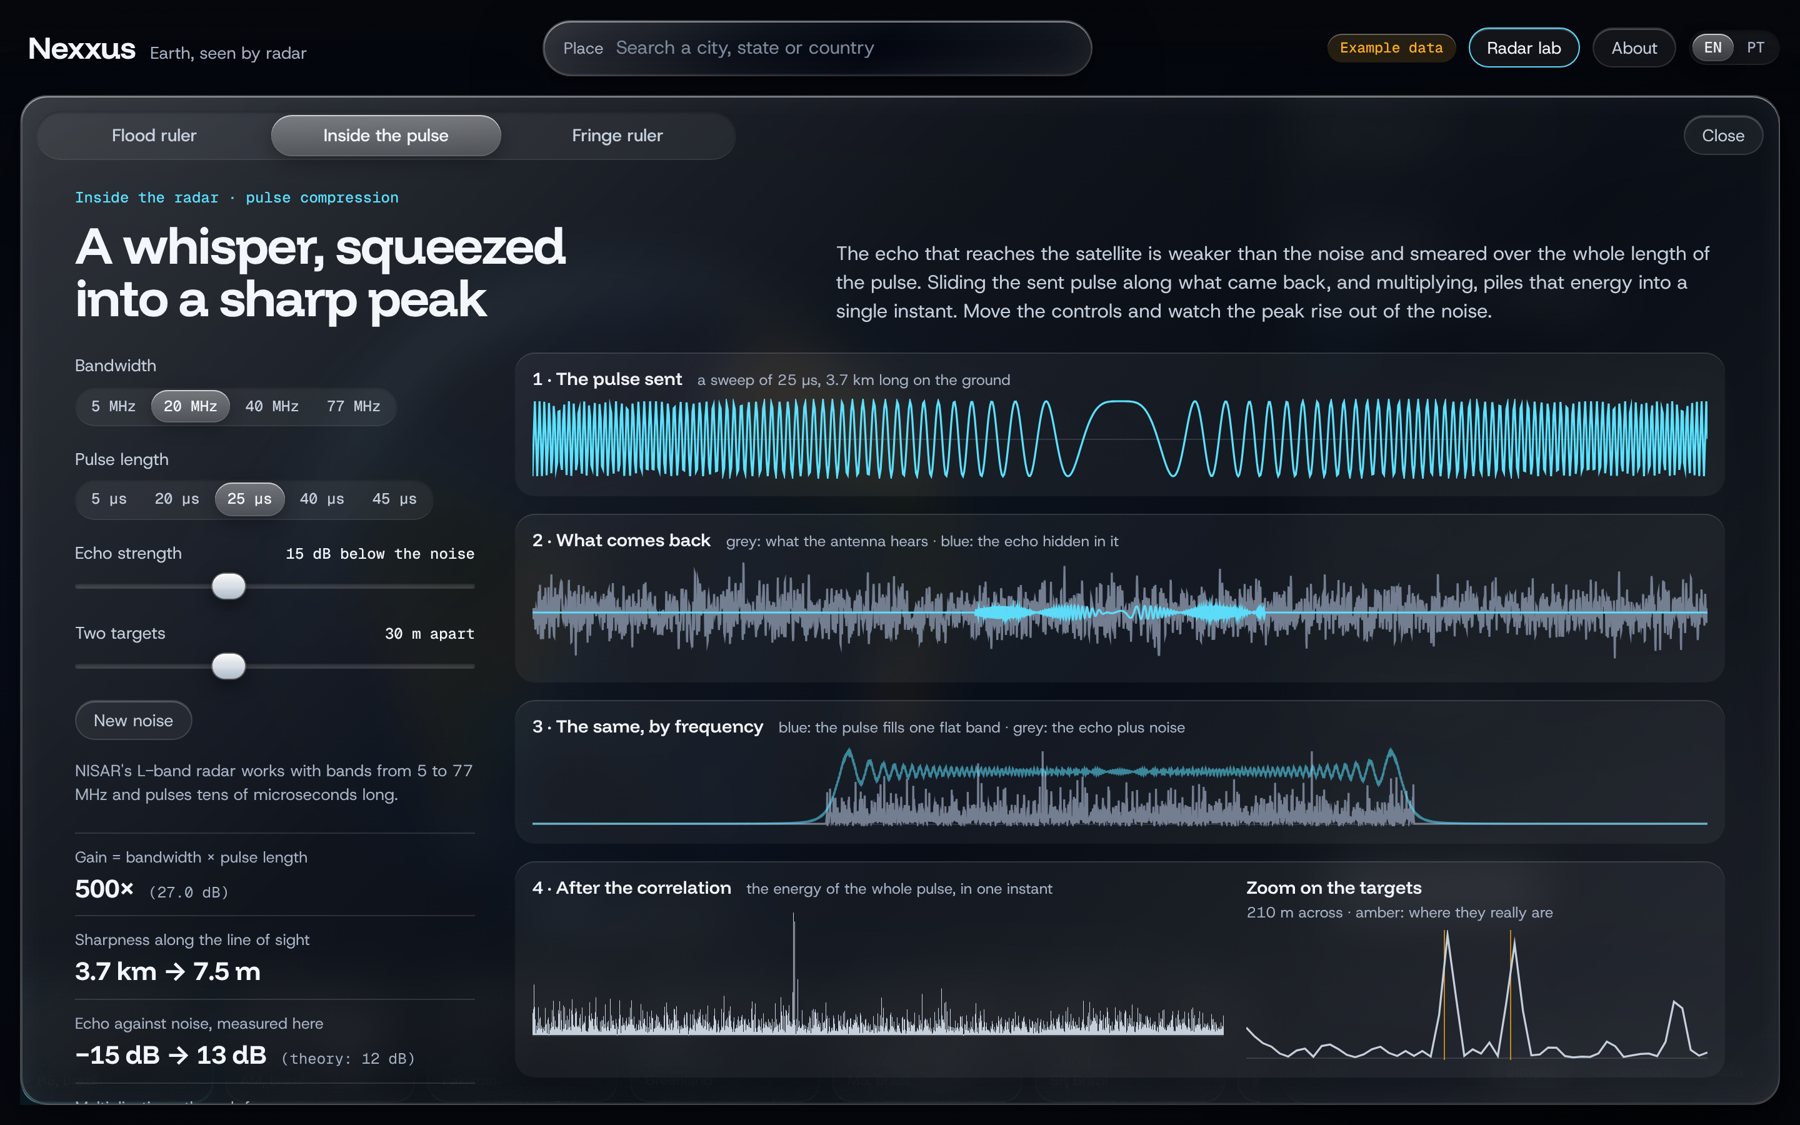 Nexxus Earth, seen by radar
Place Search a city, state or country
Example data
Radar lab
About
EN PT
Flood ruler
Inside the pulse
Fringe ruler
Close
Inside the radar · pulse compression
A whisper, squeezed
into a sharp peak
The echo that reaches the satellite is weaker than the noise and smeared over the whole length of
the pulse. Sliding the sent pulse along what came back, and multiplying, piles that energy into a
single instant. Move the controls and watch the peak rise out of the noise.
Bandwidth
5 MHz 20 MHz 40 MHz 77 MHz
Pulse length
5 µs 20 µs 25 µs 40 µs 45 µs
Echo strength 15 dB below the noise
Two targets 30 m apart
New noise
NISAR's L-band radar works with bands from 5 to 77
MHz and pulses tens of microseconds long.
Gain = bandwidth × pulse length
500× (27.0 dB)
Sharpness along the line of sight
3.7 km → 7.5 m
Echo against noise, measured here
−15 dB → 13 dB (theory: 12 dB)
1 · The pulse sent a sweep of 25 µs, 3.7 km long on the ground
2 · What comes back grey: what the antenna hears · blue: the echo hidden in it
3 · The same, by frequency blue: the pulse fills one flat band · grey: the echo plus noise
4 · After the correlation the energy of the whole pulse, in one instant
Zoom on the targets
210 m across · amber: where they really are